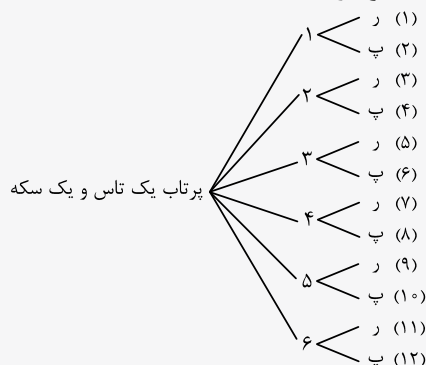 ۱ ر (۱)
پ (۲)
۲ ر (۳)
پ (۴)
۳ ر (۵)
پ (۶)
پرتاب یک تاس و یک سکه
۴ ر (۷)
پ (۸)
۵ ر (۹)
پ (۱۰)
۶ ر (۱۱)
پ (۱۲)